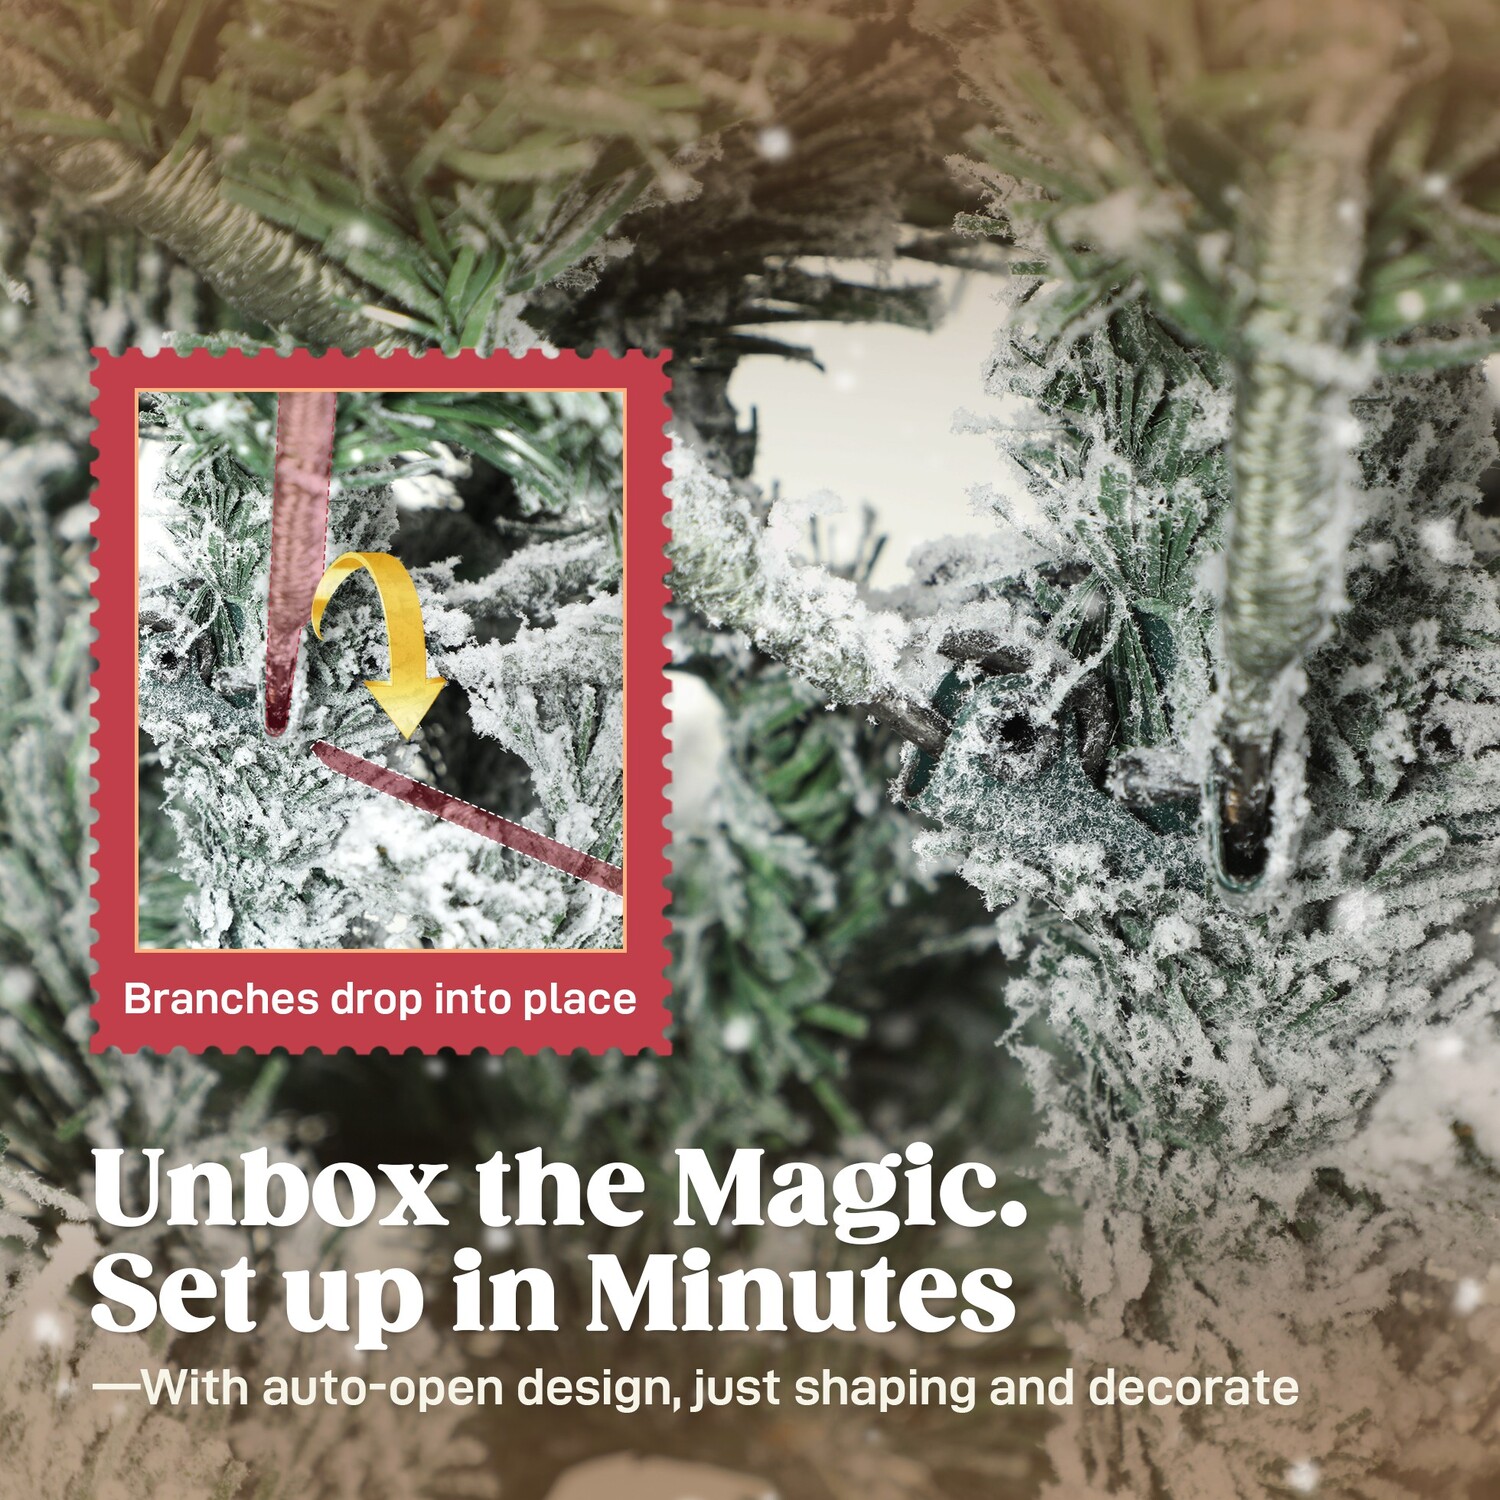 Branches drop into place
Unbox the Magic.
Set up in Minutes
—With auto-open design, just shaping and decorate